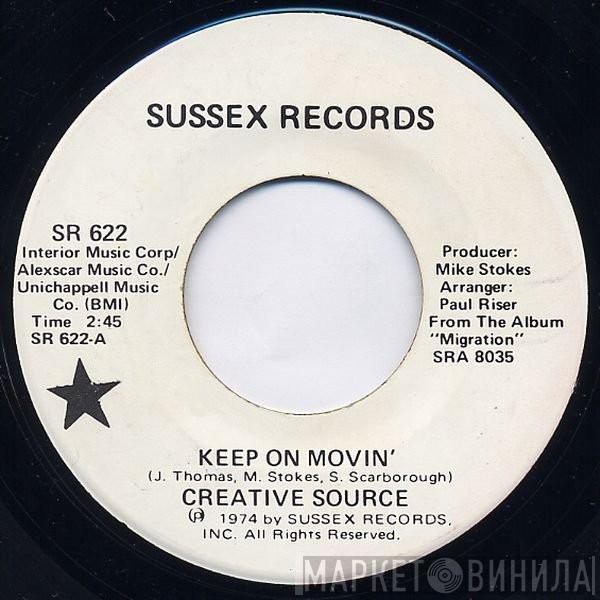 SUSSEX RECORDS
SR 622
Interior Music Corp/
Alexscar Music Co./
Unichappell Music
Co. (BMI)
Time 2:45
SR 622-A
Producer:
Mike Stokes
Arranger:
Paul Riser
From The Album
"Migration"
SRA 8035
KEEP ON MOVIN'
(J. Thomas, M. Stokes, S. Scarborough)
CREATIVE SOURCE
℗ 1974 by SUSSEX RECORDS,
INC. All Rights Reserved.
МАРКЕТ ВИНИЛА